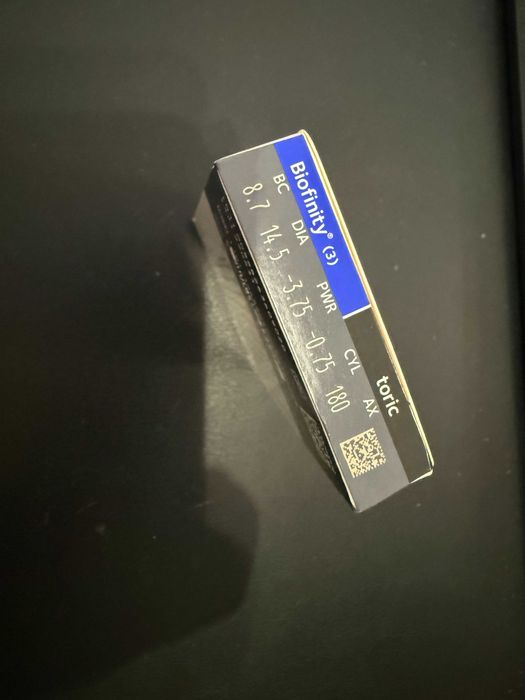 Biofinity® (3) toric
BC DIA PWR CYL AX
8.7 14.5 -3.75 -0.75 180